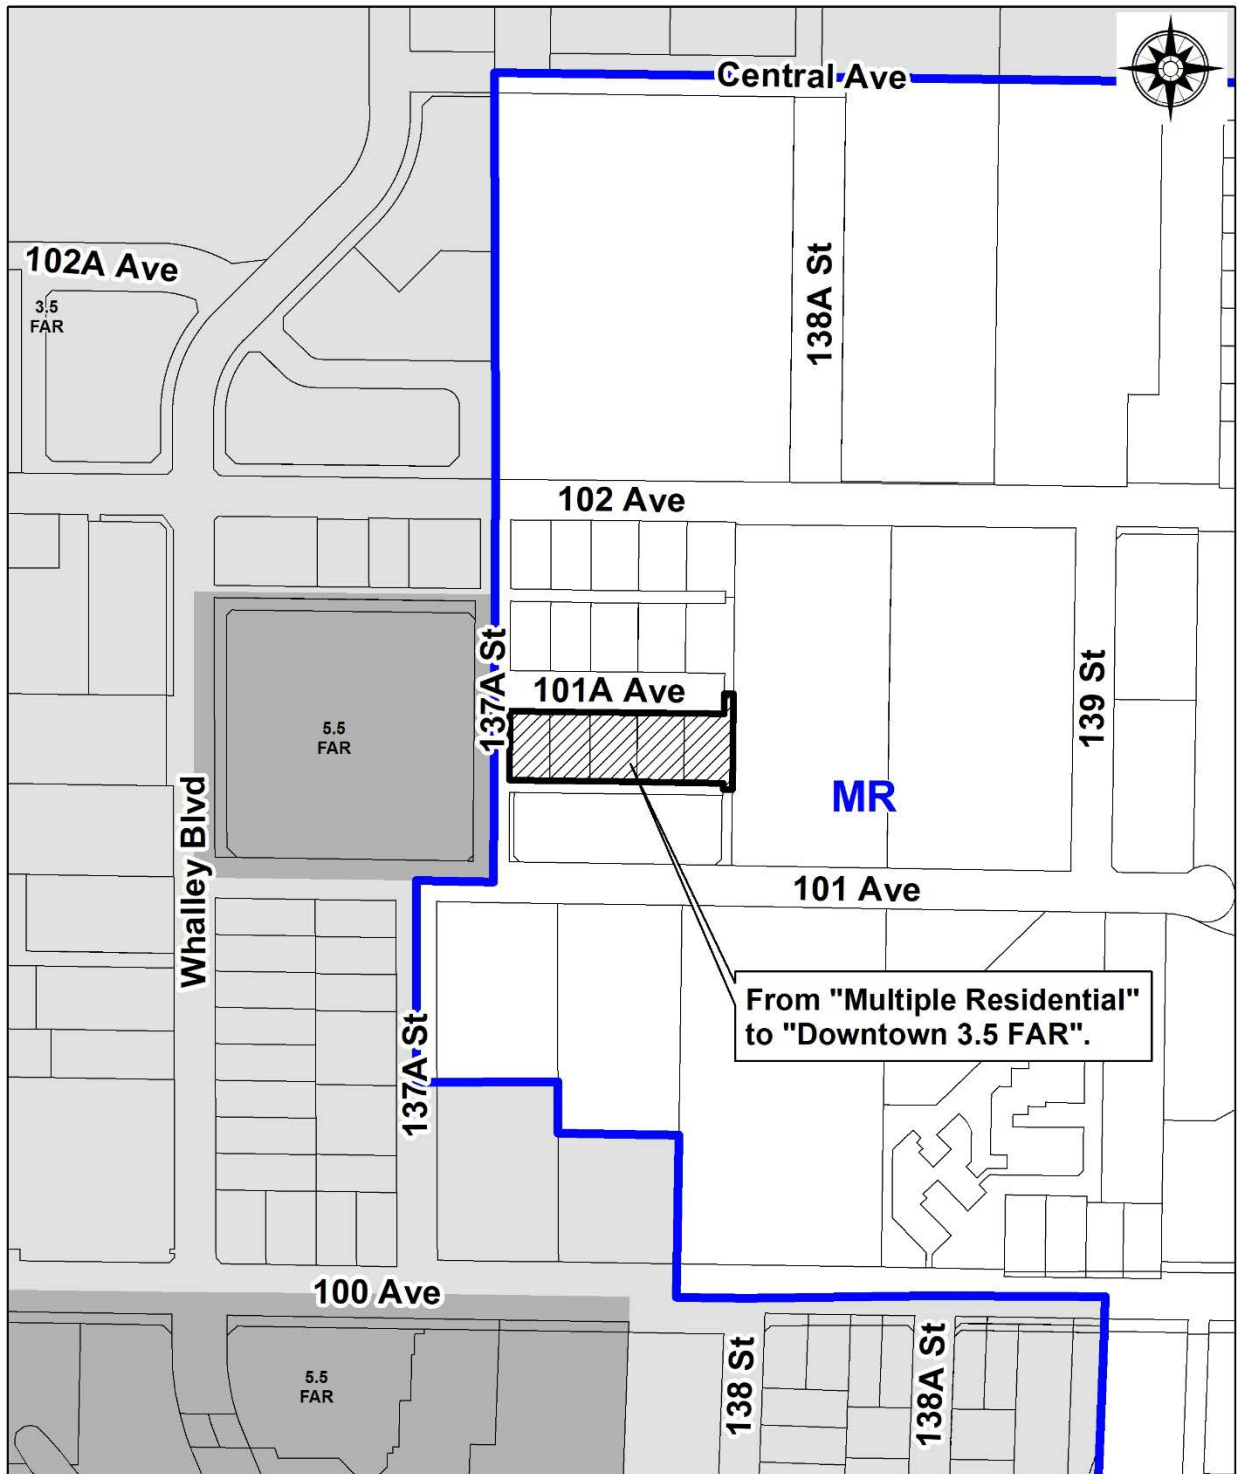 Central Ave
102A Ave
3.5
FAR
138A St
102 Ave
137A St
101A Ave
139 St
5.5
FAR
MR
Whalley Blvd
101 Ave
From "Multiple Residential"
to "Downtown 3.5 FAR".
137A St
100 Ave
138 St
138A St
5.5
FAR